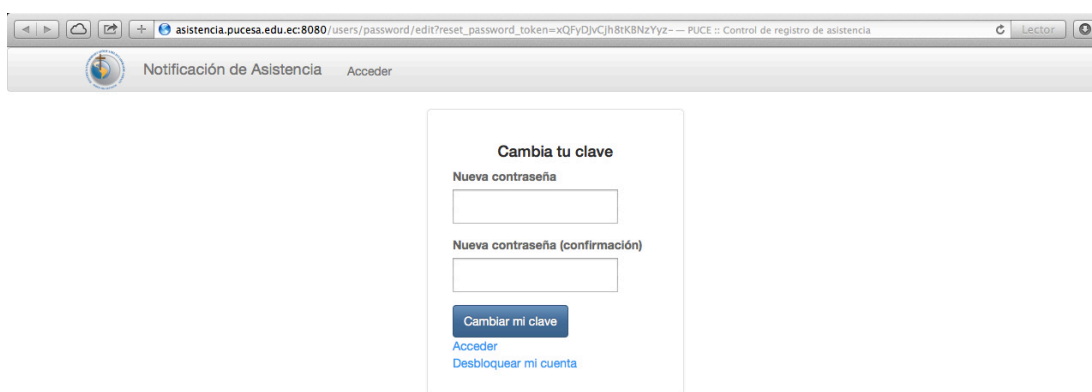 asistencia.pucesa.edu.ec:8080/users/password/edit?reset_password_token=xQFyDJvCjh8tKBNzYyz- — PUCE :: Control de registro de asistencia Lector
Notificación de Asistencia Acceder
Cambia tu clave
Nueva contraseña
Nueva contraseña (confirmación)
Cambiar mi clave
Acceder
Desbloquear mi cuenta